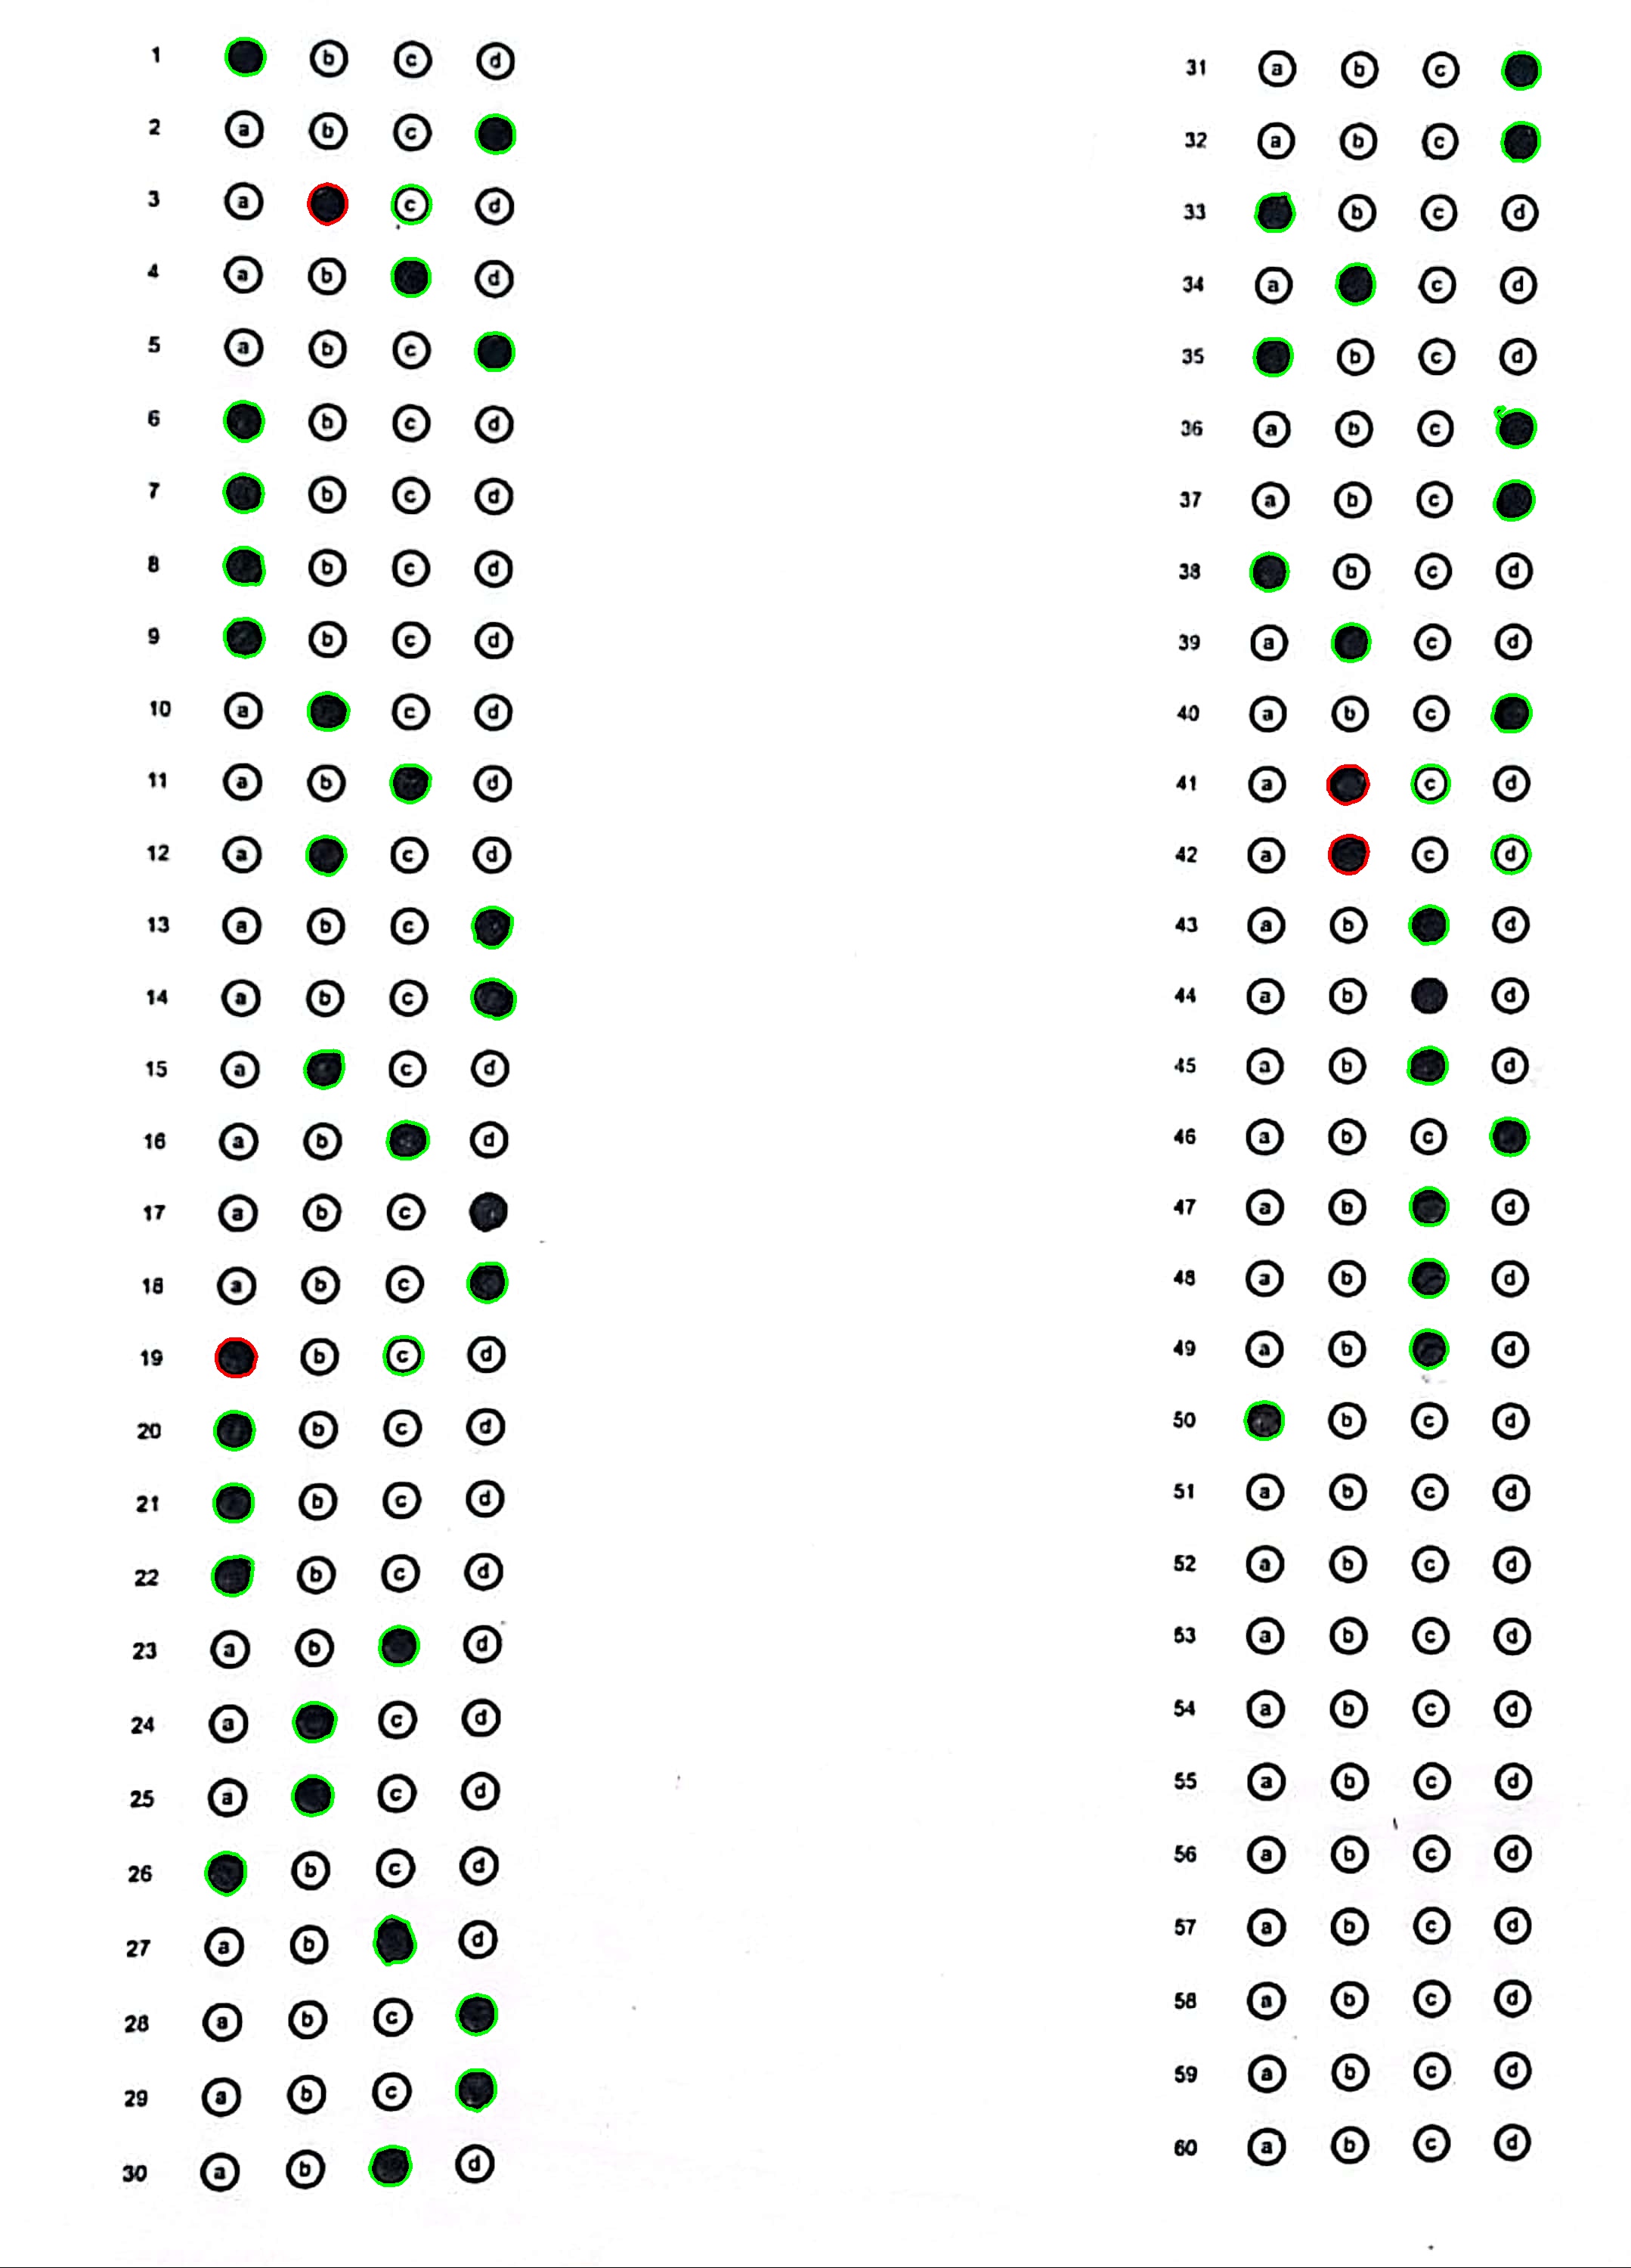 1 b c d
2 a b c
3 a c d
4 a b d
5 a b c
6 b c d
7 b c d
8 b c d
9 b c d
10 a c d
11 a b d
12 a c d
13 a b c
14 a b c
15 a c d
16 a b d
17 a b c
18 a b c
19 b c d
20 b c d
21 b c d
22 b c d
23 a b d
24 a c d
25 a c d
26 b c d
27 a b d
28 a b c
29 a b c
30 a b d
31 a b c
32 a b c
33 b c d
34 a c d
35 b c d
36 a b c
37 a b c
38 b c d
39 a c d
40 a b c
41 a c d
42 a c d
43 a b d
44 a b d
45 a b d
46 a b c
47 a b d
48 a b d
49 a b d
50 b c d
51 a b c d
52 a b c d
53 a b c d
54 a b c d
55 a b c d
56 a b c d
57 a b c d
58 a b c d
59 a b c d
60 a b c d